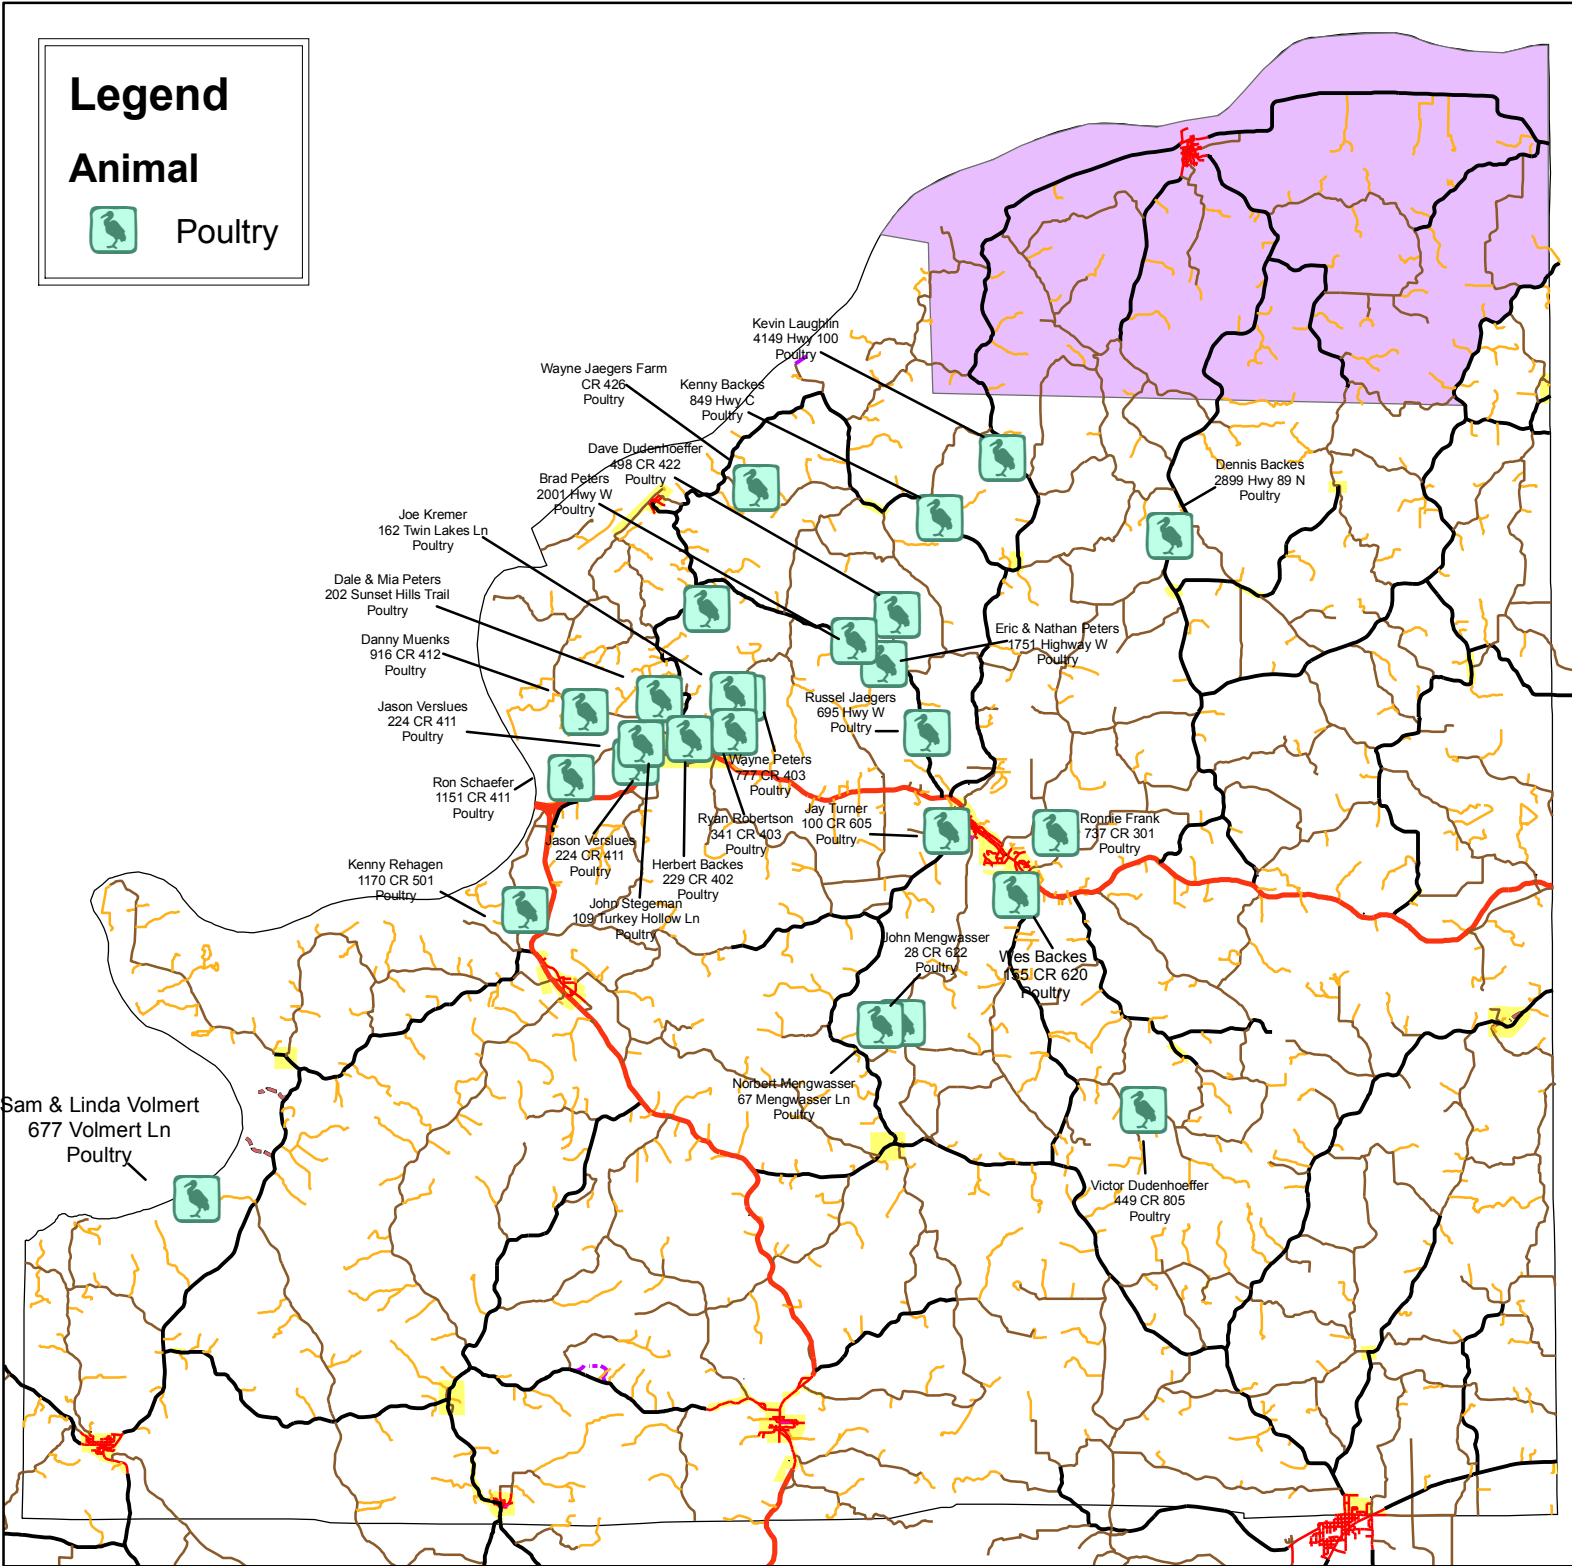 Legend
Animal
Poultry
Kevin Laughlin
4149 Hwy 100
Poultry
Wayne Jaegers Farm
CR 426
Poultry
Kenny Backes
849 Hwy C
Poultry
Dave Dudenhoeffer
498 CR 422
Poultry
Brad Peters
2001 Hwy W
Poultry
Dennis Backes
2899 Hwy 89 N
Poultry
Joe Kremer
162 Twin Lakes Ln
Poultry
Dale & Mia Peters
202 Sunset Hills Trail
Poultry
Eric & Nathan Peters
1751 Highway W
Poultry
Danny Muenks
916 CR 412
Poultry
Russel Jaegers
695 Hwy W
Poultry
Jason Verslues
224 CR 411
Poultry
Wayne Peters
777 CR 403
Poultry
Ron Schaefer
1151 CR 411
Poultry
Jay Turner
100 CR 605
Poultry
Ryan Robertson
341 CR 403
Poultry
Ronnie Frank
737 CR 301
Poultry
Jason Verslues
224 CR 411
Poultry
Herbert Backes
229 CR 402
Poultry
Kenny Rehagen
1170 CR 501
Poultry
John Stegeman
109 Turkey Hollow Ln
Poultry
John Mengwasser
28 CR 622
Poultry
Wes Backes
155 CR 620
Poultry
Norbert Mengwasser
67 Mengwasser Ln
Poultry
Sam & Linda Volmert
677 Volmert Ln
Poultry
Victor Dudenhoeffer
449 CR 805
Poultry